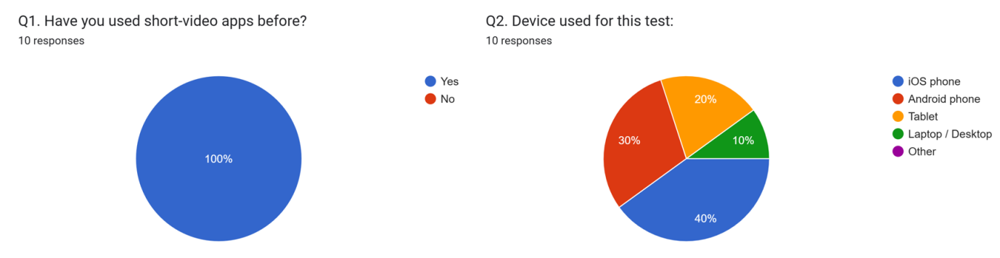 Q1. Have you used short-video apps before?
10 responses
100%
Yes
No
Q2. Device used for this test:
10 responses
20%
30%
10%
40%
iOS phone
Android phone
Tablet
Laptop / Desktop
Other